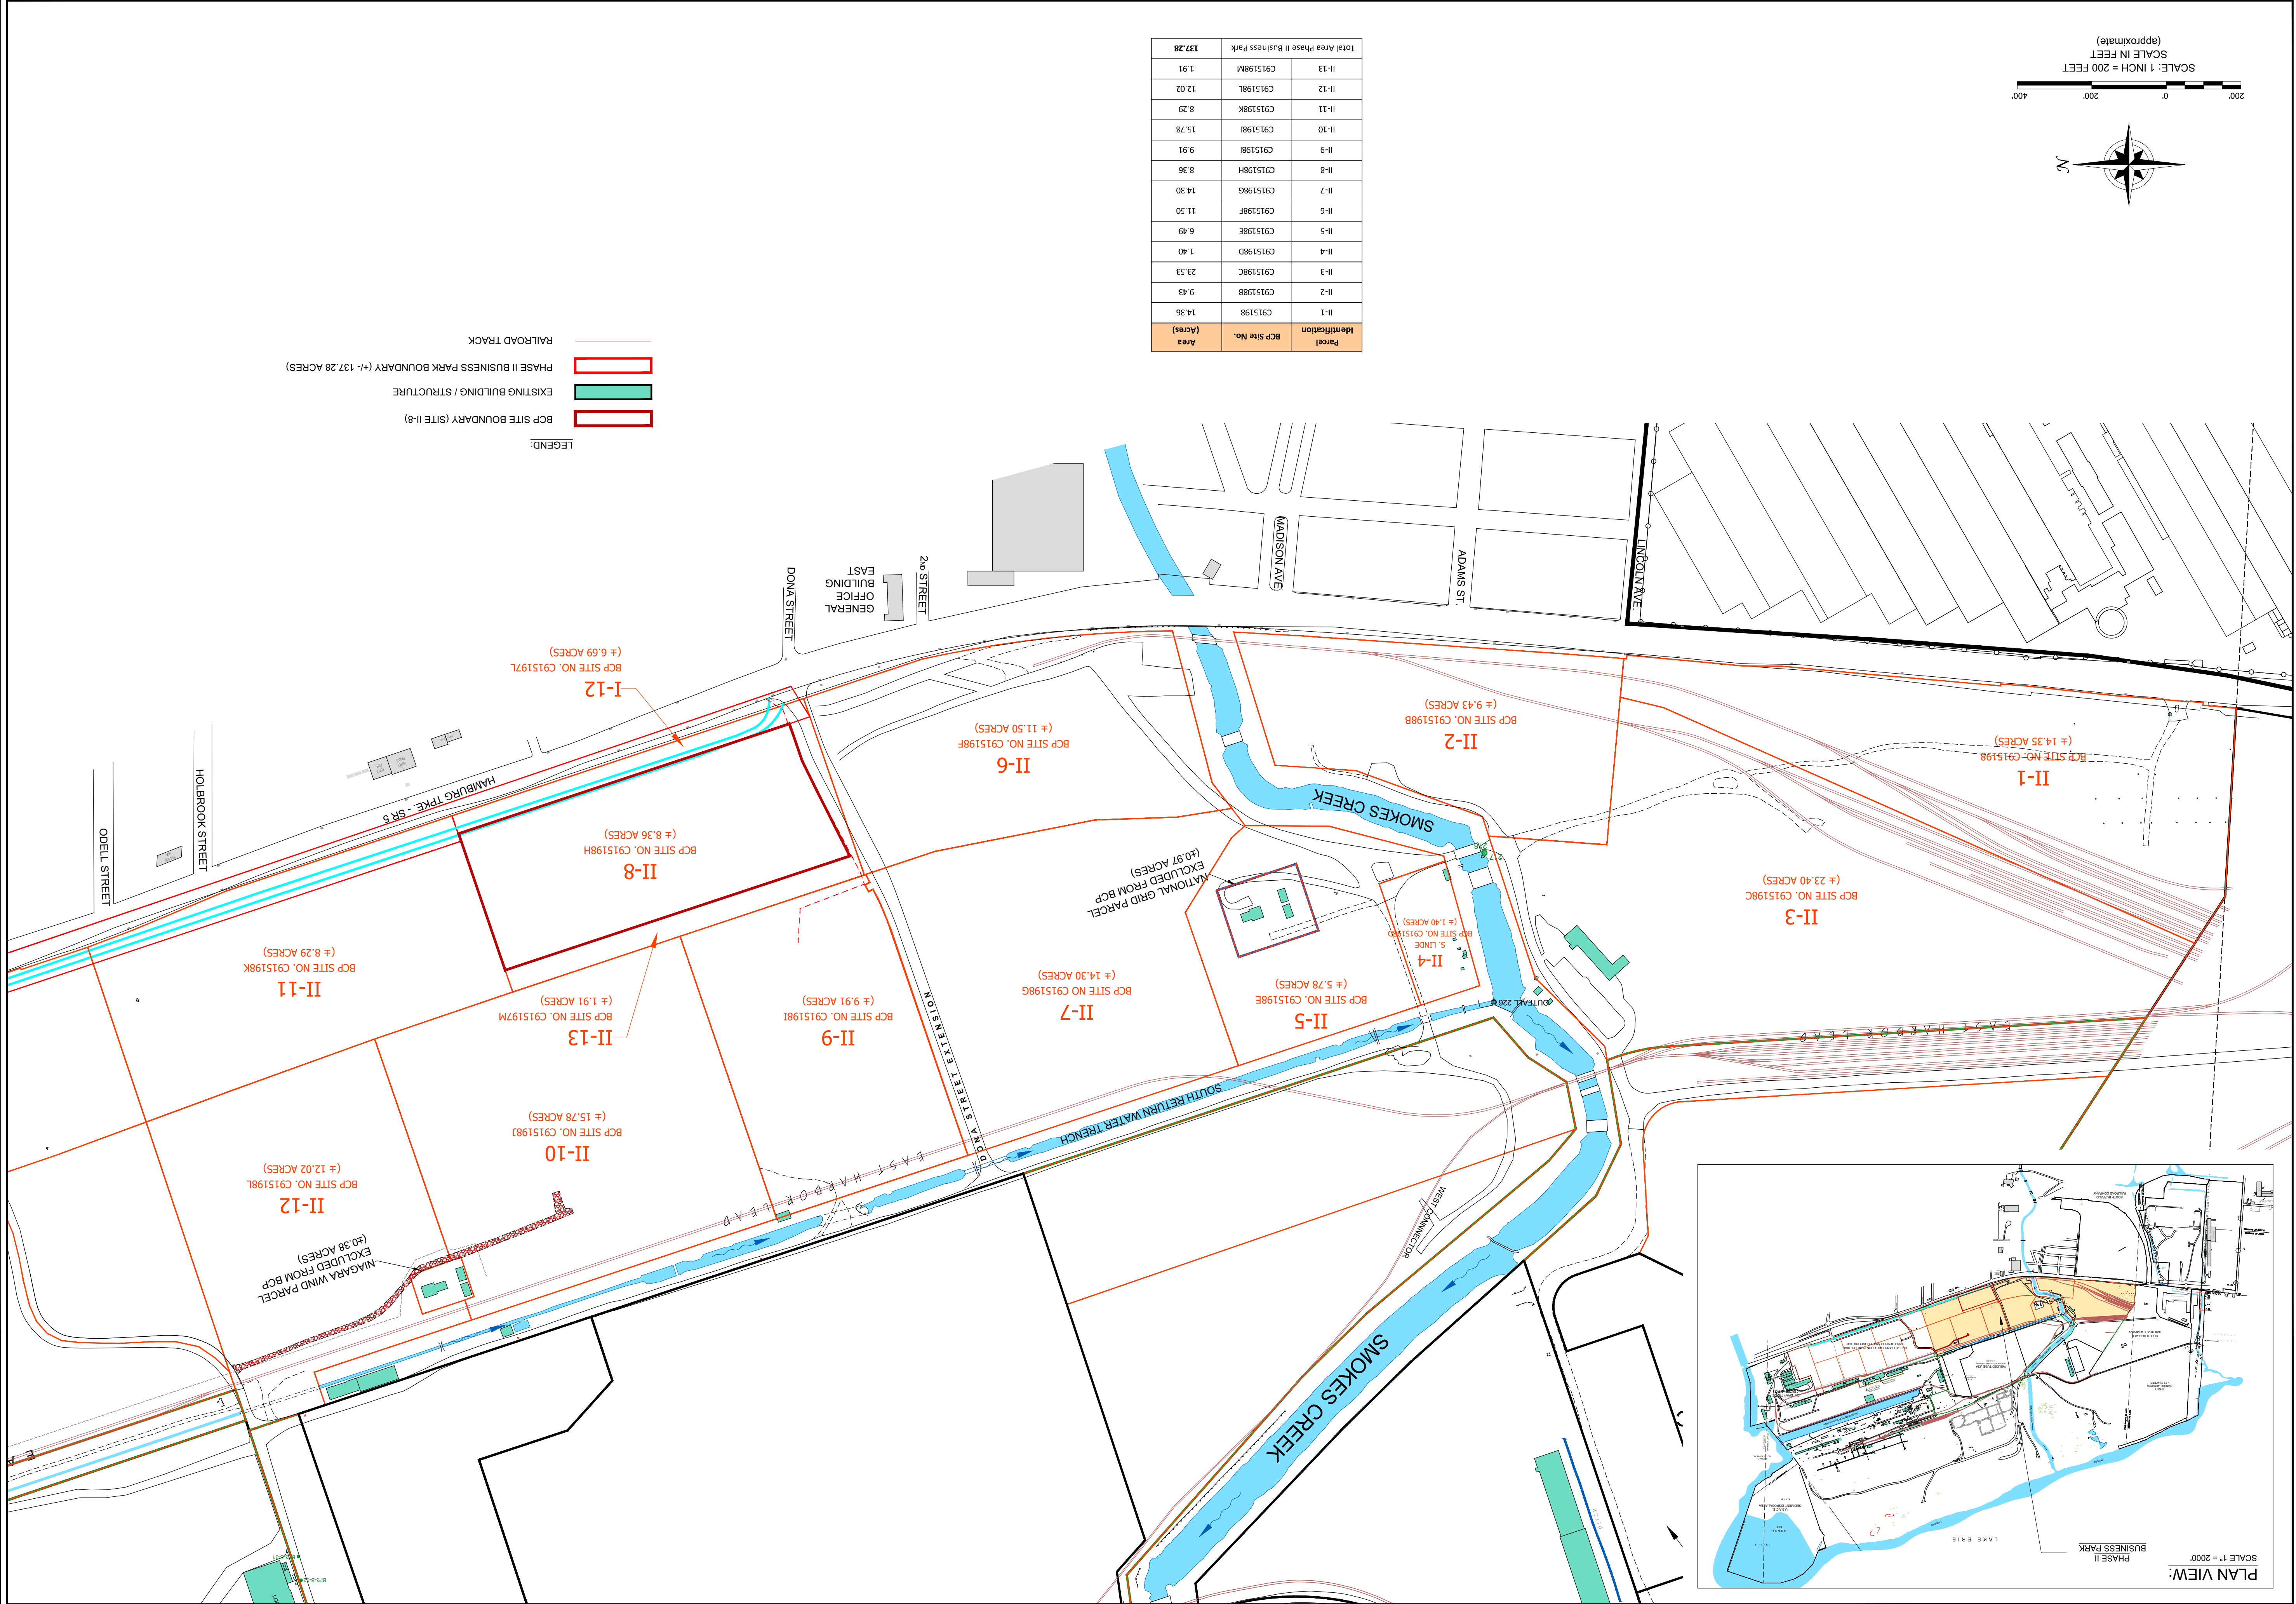 PLAN VIEW:
SCALE 1" = 2000'
PHASE II
BUSINESS PARK
LAKE ERIE
SMOKES CREEK
WEST CONNECTOR
SOUTH RETURN WATER TRENCH
EAST HARBOR LEAD
EAST HARBOR LEAD
DONA STREET EXTENSION
OUTFALL 226
NIAGARA WIND PARCEL
EXCLUDED FROM BCP
(±0.38 ACRES)
II-12
BCP SITE NO. C915198L
(± 12.02 ACRES)
II-10
BCP SITE NO. C915198J
(± 15.78 ACRES)
II-13
BCP SITE NO. C915197M
(± 1.91 ACRES)
II-9
BCP SITE NO. C915198I
(± 9.91 ACRES)
II-7
BCP SITE NO C915198G
(± 14.30 ACRES)
II-5
BCP SITE NO. C915198E
(± 5.78 ACRES)
II-4
S. LINDE
BCP SITE NO. C915198D
(± 1.40 ACRES)
II-3
BCP SITE NO. C915198C
(± 23.40 ACRES)
II-11
BCP SITE NO. C915198K
(± 8.29 ACRES)
II-8
BCP SITE NO. C915198H
(± 8.36 ACRES)
NATIONAL GRID PARCEL
EXCLUDED FROM BCP
(±0.97 ACRES)
SMOKES CREEK
II-6
BCP SITE NO. C915198F
(± 11.50 ACRES)
II-2
BCP SITE NO. C915198B
(± 9.43 ACRES)
II-1
BCP SITE NO. C915198
(± 14.35 ACRES)
I-12
BCP SITE NO. C915197L
(± 6.69 ACRES)
HAMBURG TPKE. - SR 5
ODELL STREET
HOLBROOK STREET
DONA STREET
2ND STREET
GENERAL
OFFICE
BUILDING
EAST
MADISON AVE.
ADAMS ST.
LINCOLN AVE.
LEGEND:
BCP SITE BOUNDARY (SITE II-8)
EXISTING BUILDING / STRUCTURE
PHASE II BUSINESS PARK BOUNDARY (+/- 137.28 ACRES)
RAILROAD TRACK
Parcel Identification BCP Site No. Area (Acres)
II-1 C915198 14.36
II-2 C915198B 9.43
II-3 C915198C 23.53
II-4 C915198D 1.40
II-5 C915198E 6.49
II-6 C915198F 11.50
II-7 C915198G 14.30
II-8 C915198H 8.36
II-9 C915198I 9.91
II-10 C915198J 15.78
II-11 C915198K 8.29
II-12 C915198L 12.02
II-13 C915198M 1.91
Total Area Phase II Business Park 137.28
N
200' 0' 200' 400'
SCALE: 1 INCH = 200 FEET
SCALE IN FEET
(approximate)